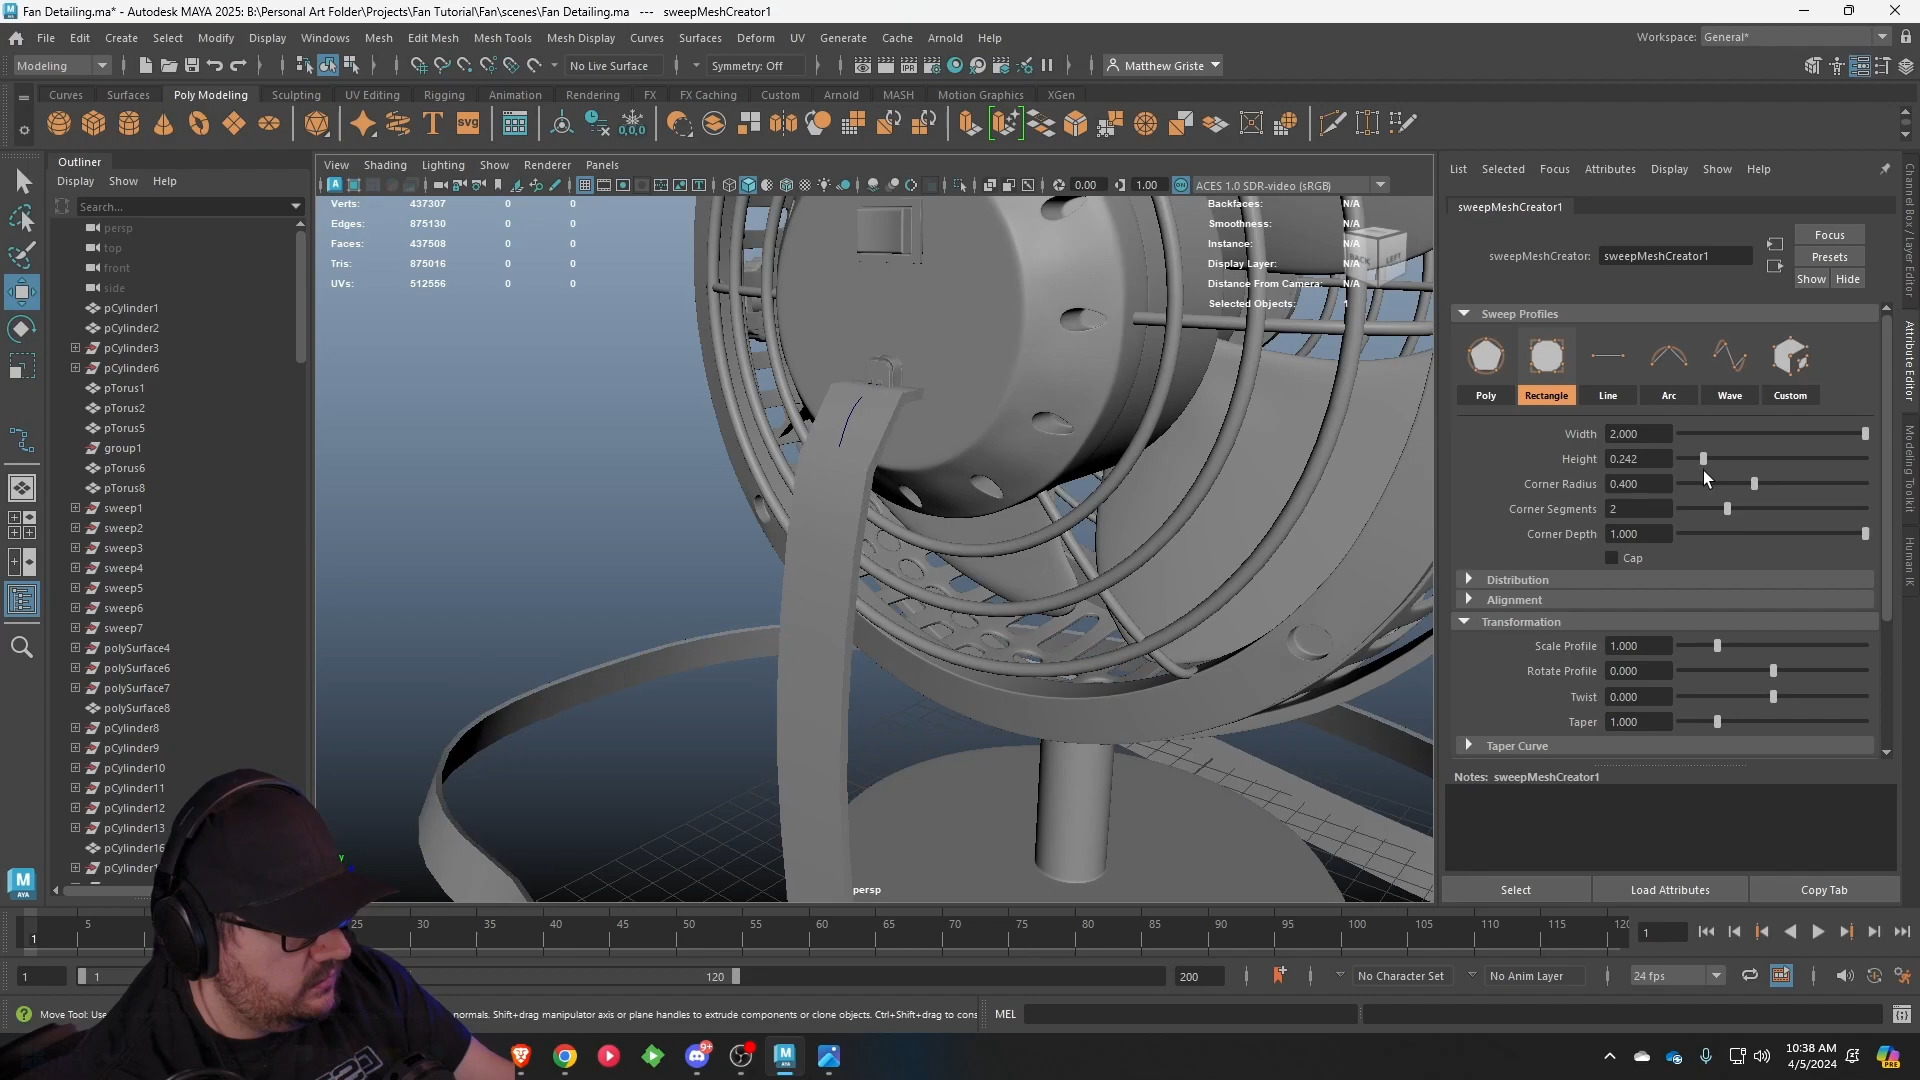 Fan Detailing.ma* - Autodesk MAYA 2025: B:\Personal Art Folder\Projects\Fan Tutorial\Fan\scenes\Fan Detailing.ma --- sweepMeshCreator1
File Edit Create Select Modify Display Windows Mesh Edit Mesh Mesh Tools Mesh Display Curves Surfaces Deform UV Generate Cache Arnold Help
Workspace: General*
Modeling No Live Surface Symmetry: Off Matthew Griste
Curves Surfaces Poly Modeling Sculpting UV Editing Rigging Animation Rendering FX FX Caching Custom Arnold MASH Motion Graphics XGen
Outliner
Display Show Help
Search...
persp
top
front
side
pCylinder1
pCylinder2
pCylinder3
pCylinder6
pTorus1
pTorus2
pTorus5
group1
pTorus6
pTorus8
sweep1
sweep2
sweep3
sweep4
sweep5
sweep6
sweep7
polySurface4
polySurface6
polySurface7
polySurface8
pCylinder8
pCylinder9
pCylinder10
pCylinder11
pCylinder12
pCylinder13
pCylinder16
View Shading Lighting Show Renderer Panels
0.00 1.00 ACES 1.0 SDR-video (sRGB)
Verts: 437307 0 0
Edges: 875130 0 0
Faces: 437508 0 0
Tris: 875016 0 0
UVs: 512556 0 0
Backfaces: N/A
Smoothness: N/A
Instance: N/A
Display Layer: N/A
Distance From Camera: N/A
Selected Objects: 1
BACK LEFT
persp
List Selected Focus Attributes Display Show Help
sweepMeshCreator1
sweepMeshCreator: sweepMeshCreator1
Focus
Presets
Show Hide
Sweep Profiles
Poly Rectangle Line Arc Wave Custom
Width 2.000
Height 0.242
Corner Radius 0.400
Corner Segments 2
Corner Depth 1.000
Cap
Distribution
Alignment
Transformation
Scale Profile 1.000
Rotate Profile 0.000
Twist 0.000
Taper 1.000
Taper Curve
Notes: sweepMeshCreator1
Select Load Attributes Copy Tab
Channel Box / Layer Editor
Attribute Editor
Modeling Toolkit
Human IK
5 25 30 35 40 45 50 55 60 65 70 75 80 85 90 95 100 105 110 115 120
1 1
1 1 120 200 No Character Set No Anim Layer 24 fps
Move Tool: Use normals. Shift+drag manipulator axis or plane handles to extrude components or clone objects. Ctrl+Shift+drag to cons
MEL
10:38 AM
4/5/2024